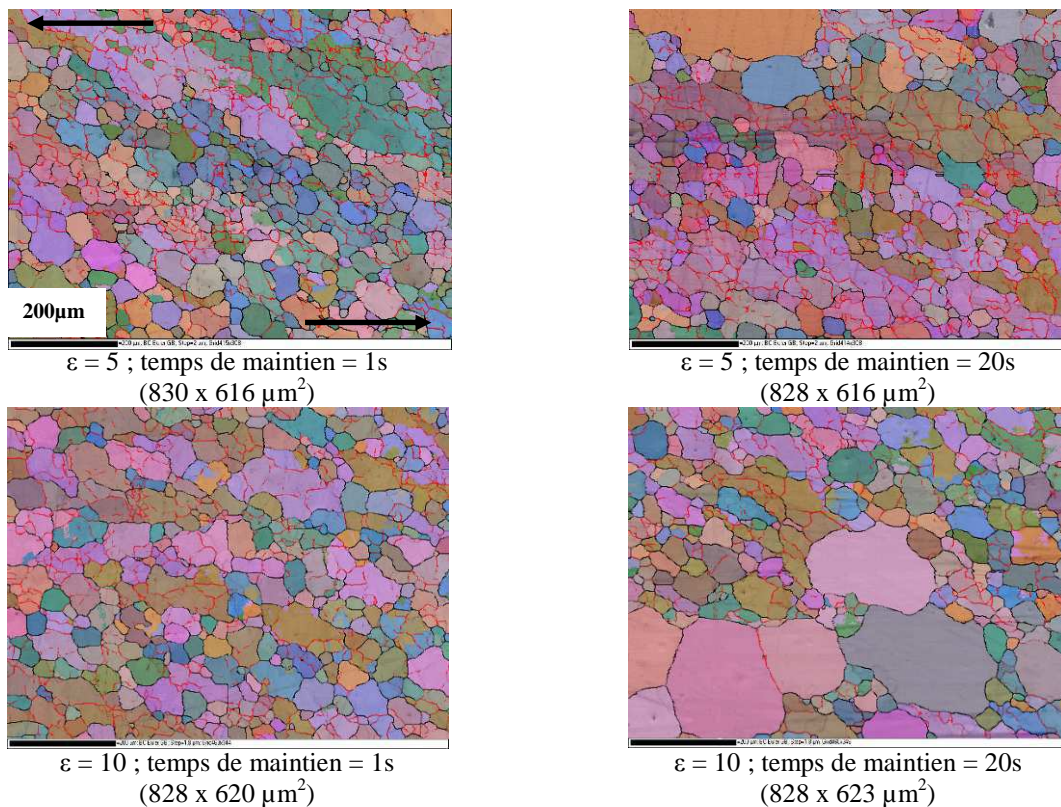 200µm
ε = 5 ; temps de maintien = 1s
(830 x 616 µm²)
ε = 5 ; temps de maintien = 20s
(828 x 616 µm²)
ε = 10 ; temps de maintien = 1s
(828 x 620 µm²)
ε = 10 ; temps de maintien = 20s
(828 x 623 µm²)